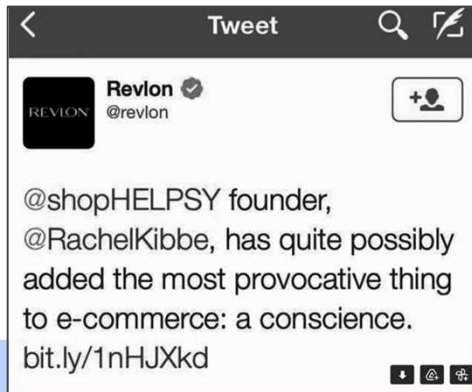 Tweet
REVLON
Revlon
@revlon
@shopHELPSY founder,
@RachelKibbe, has quite possibly
added the most provocative thing
to e-commerce: a conscience.
bit.ly/1nHJXkd